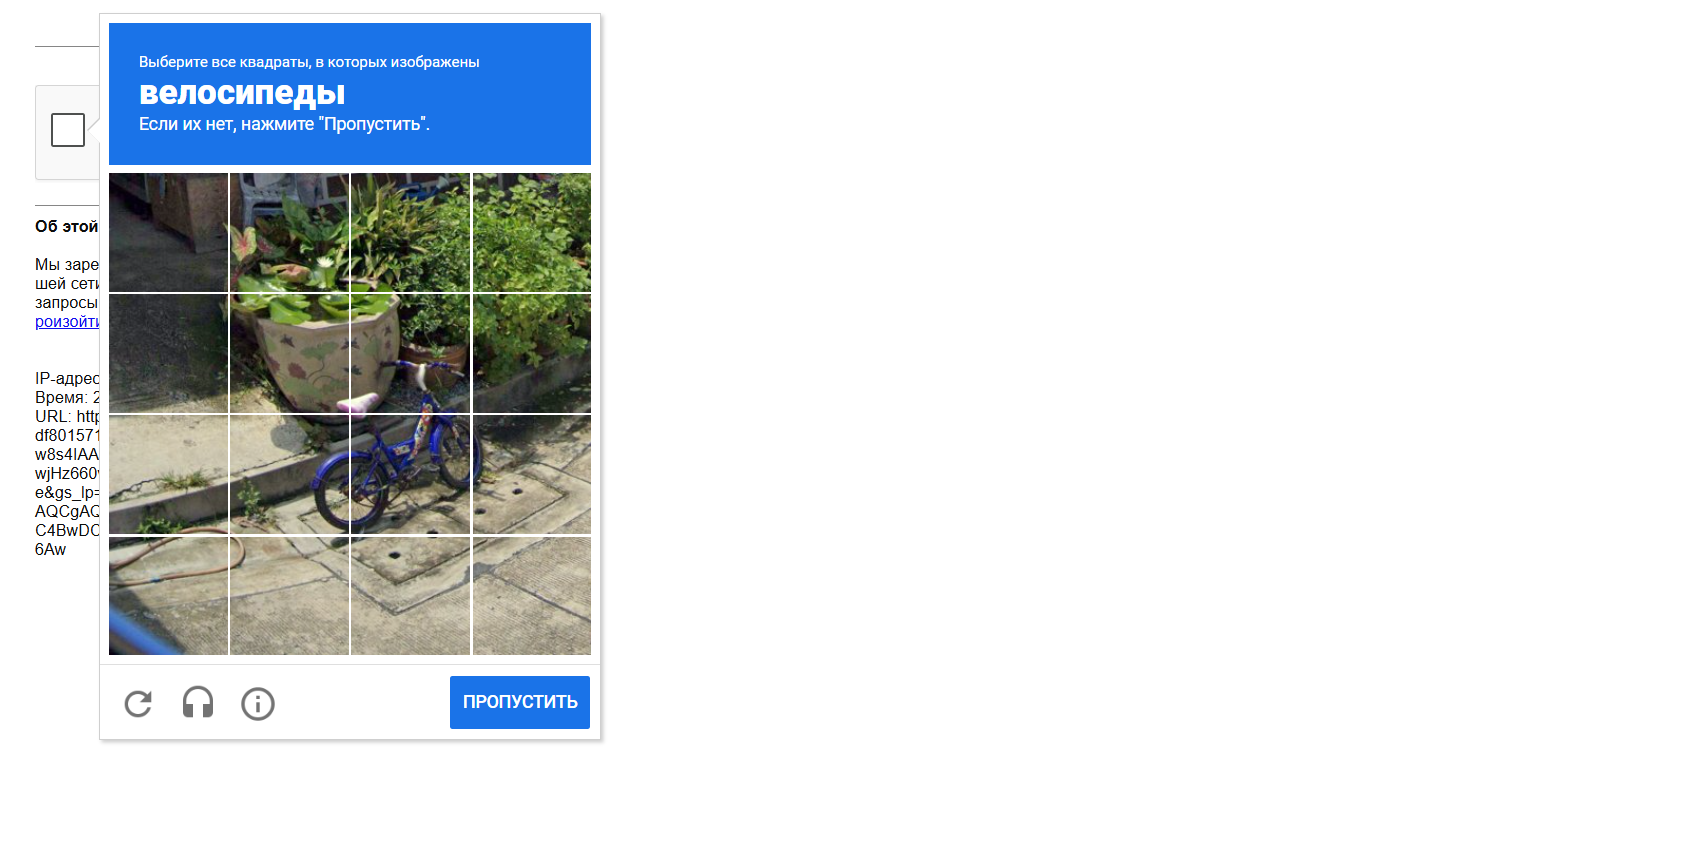 Выберите все квадраты, в которых изображены
велосипеды
Если их нет, нажмите "Пропустить".
Об этой
Мы заре
шей сети
запросы
роизойти
IP-адрес
Время: 2
URL: http
df801571
w8s4IAA
wjHz660
e&gs_lp=
AQCgAQ
C4BwDC
6Aw
ПРОПУСТИТЬ